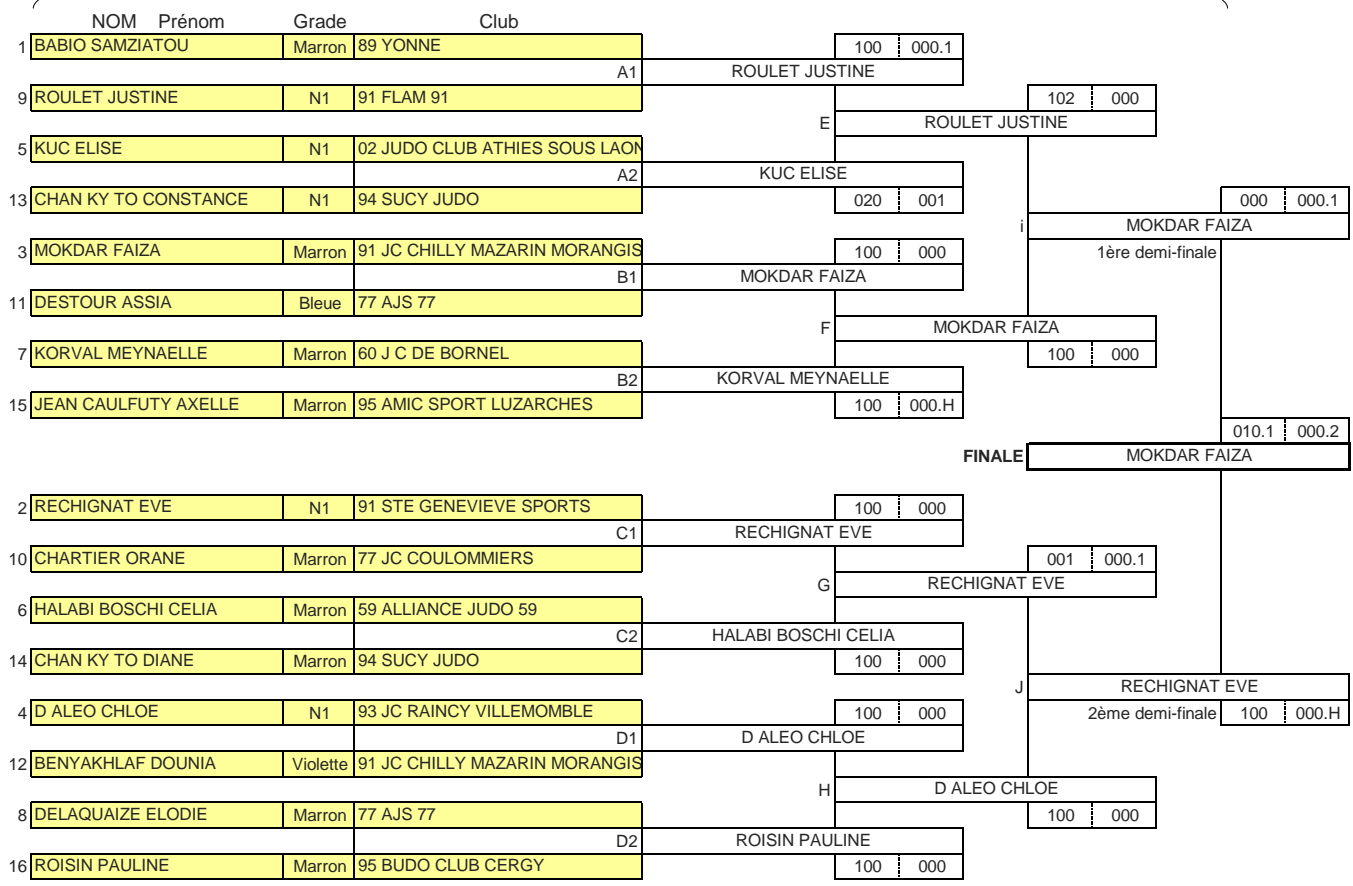 NOM Prénom Grade Club
1 BABIO SAMZIATOU Marron 89 YONNE 100 000.1
A1 ROULET JUSTINE
9 ROULET JUSTINE N1 91 FLAM 91 102 000
E ROULET JUSTINE
5 KUC ELISE N1 02 JUDO CLUB ATHIES SOUS LAON
A2 KUC ELISE
13 CHAN KY TO CONSTANCE N1 94 SUCY JUDO 020 001 000 000.1
i MOKDAR FAIZA
3 MOKDAR FAIZA Marron 91 JC CHILLY MAZARIN MORANGIS 100 000 1ère demi-finale
B1 MOKDAR FAIZA
11 DESTOUR ASSIA Bleue 77 AJS 77
F MOKDAR FAIZA
7 KORVAL MEYNAELLE Marron 60 J C DE BORNEL 100 000
B2 KORVAL MEYNAELLE
15 JEAN CAULFUTY AXELLE Marron 95 AMIC SPORT LUZARCHES 100 000.H
010.1 000.2
FINALE MOKDAR FAIZA
2 RECHIGNAT EVE N1 91 STE GENEVIEVE SPORTS 100 000
C1 RECHIGNAT EVE
10 CHARTIER ORANE Marron 77 JC COULOMMIERS 001 000.1
G RECHIGNAT EVE
6 HALABI BOSCHI CELIA Marron 59 ALLIANCE JUDO 59
C2 HALABI BOSCHI CELIA
14 CHAN KY TO DIANE Marron 94 SUCY JUDO 100 000
J RECHIGNAT EVE
4 D ALEO CHLOE N1 93 JC RAINCY VILLEMOMBLE 100 000 2ème demi-finale 100 000.H
D1 D ALEO CHLOE
12 BENYAKHLAF DOUNIA Violette 91 JC CHILLY MAZARIN MORANGIS
H D ALEO CHLOE
8 DELAQUAIZE ELODIE Marron 77 AJS 77 100 000
D2 ROISIN PAULINE
16 ROISIN PAULINE Marron 95 BUDO CLUB CERGY 100 000